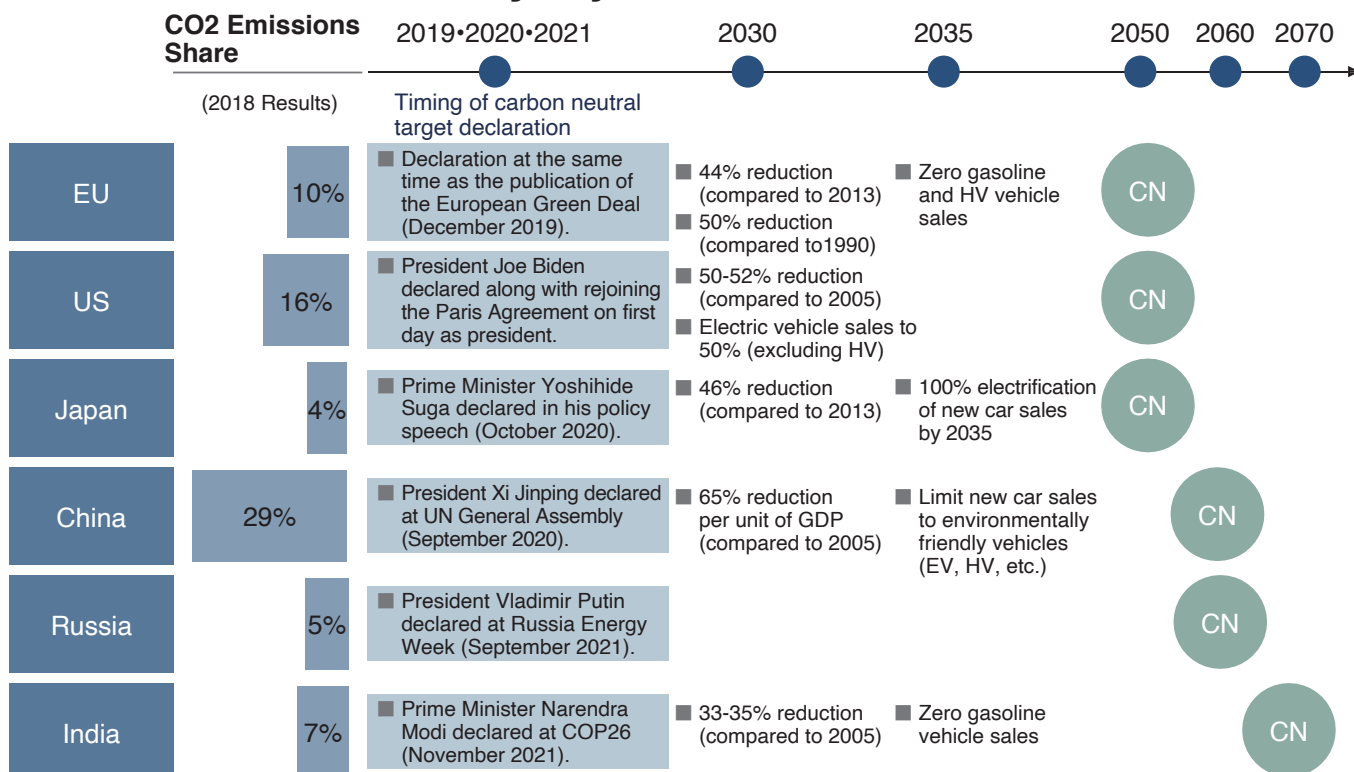 CO2 Emissions
Share
2019•2020•2021
2030
2035
2050
2060
2070
(2018 Results)
Timing of carbon neutral
target declaration
EU
10%
■ Declaration at the same
time as the publication of
the European Green Deal
(December 2019).
■ 44% reduction
(compared to 2013)
■ 50% reduction
(compared to1990)
■ Zero gasoline
and HV vehicle
sales
CN
US
16%
■ President Joe Biden
declared along with rejoining
the Paris Agreement on first
day as president.
■ 50-52% reduction
(compared to 2005)
■ Electric vehicle sales to
50% (excluding HV)
CN
Japan
4%
■ Prime Minister Yoshihide
Suga declared in his policy
speech (October 2020).
■ 46% reduction
(compared to 2013)
■ 100% electrification
of new car sales
by 2035
CN
China
29%
■ President Xi Jinping declared
at UN General Assembly
(September 2020).
■ 65% reduction
per unit of GDP
(compared to 2005)
■ Limit new car sales
to environmentally
friendly vehicles
(EV, HV, etc.)
CN
Russia
5%
■ President Vladimir Putin
declared at Russia Energy
Week (September 2021).
CN
India
7%
■ Prime Minister Narendra
Modi declared at COP26
(November 2021).
■ 33-35% reduction
(compared to 2005)
■ Zero gasoline
vehicle sales
CN